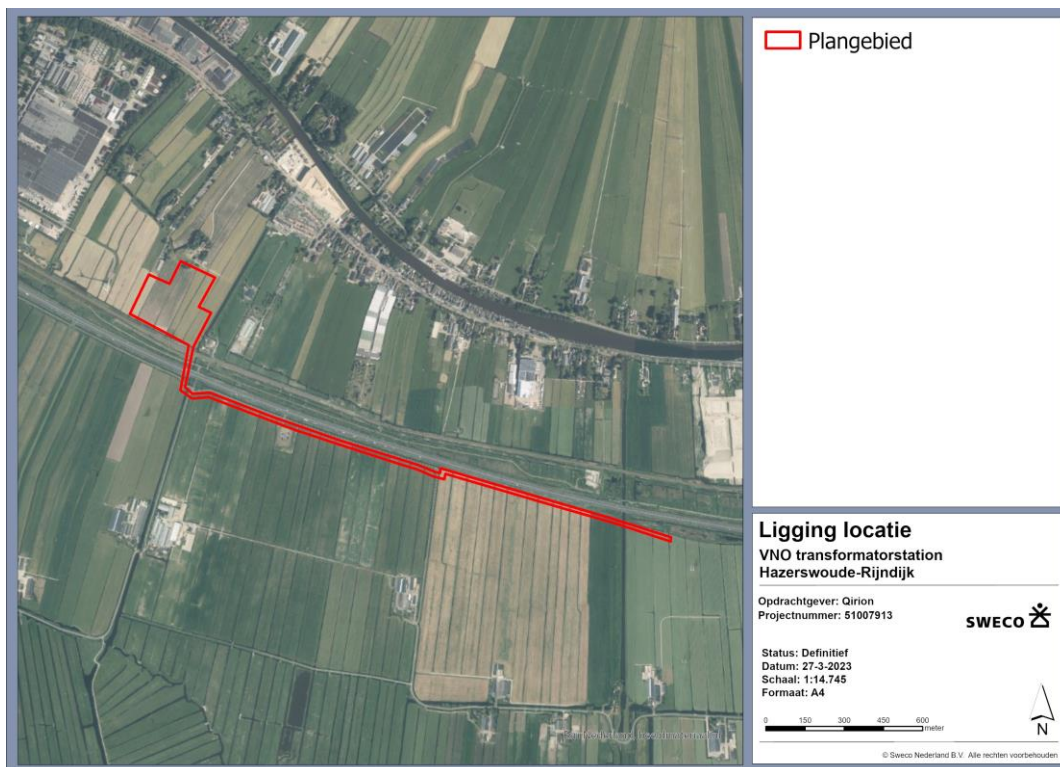 Plangebied
Ligging locatie
VNO transformatorstation
Hazerswoude-Rijndijk
Opdrachtgever: Qirion
Projectnummer: 51007913
SWECO
Status: Definitief
Datum: 27-3-2023
Schaal: 1:14.745
Formaat: A4
0 150 300 450 600
meter
N
© Sweco Nederland B.V. Alle rechten voorbehouden